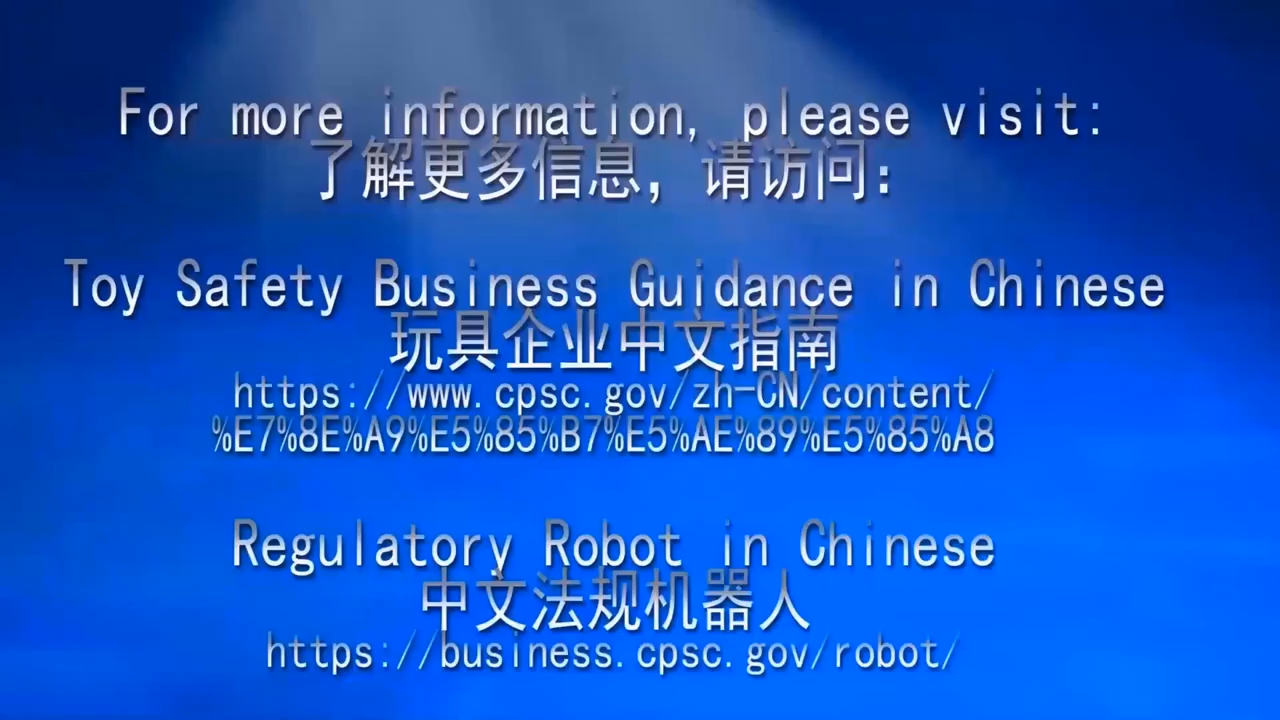 For more information, please visit:
了解更多信息，请访问：
Toy Safety Business Guidance in Chinese
玩具企业中文指南
https://www.cpsc.gov/zh-CN/content/
%E7%8E%A9%E5%85%B7%E5%AE%89%E5%85%A8
Regulatory Robot in Chinese
中文法规机器人
https://business.cpsc.gov/robot/